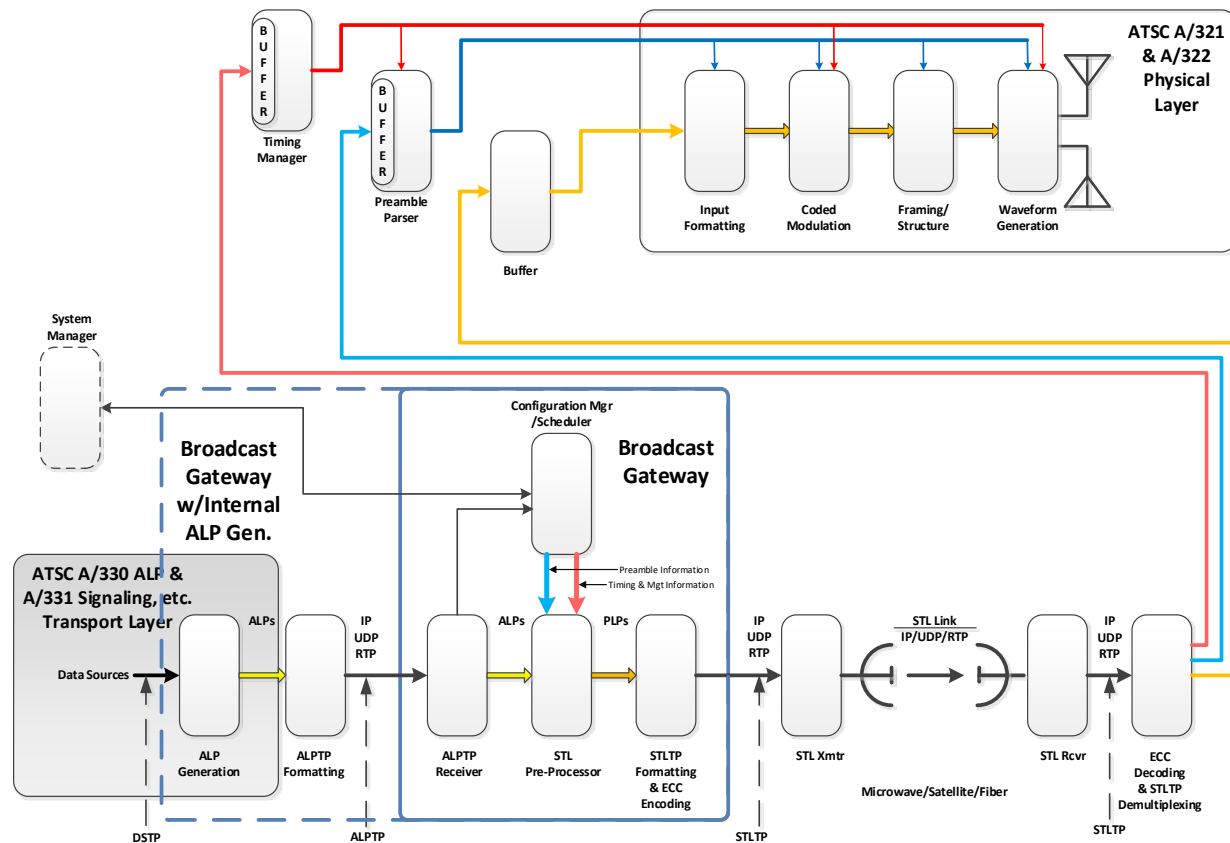 BUFFER
Timing
Manager
BUFFER
Preamble
Parser
Buffer
ATSC A/321
& A/322
Physical
Layer
Input
Formatting
Coded
Modulation
Framing/
Structure
Waveform
Generation
System
Manager
Broadcast
Gateway
w/Internal
ALP Gen.
Configuration Mgr
/Scheduler
Broadcast
Gateway
Preamble Information
Timing & Mgt Information
ATSC A/330 ALP &
A/331 Signaling, etc.
Transport Layer
Data Sources
ALPs
ALP
Generation
ALPTP
Formatting
IP
UDP
RTP
ALPTP
Receiver
ALPs
STL
Pre-Processor
PLPs
STLTP
Formatting
& ECC
Encoding
IP
UDP
RTP
STL Xmtr
STL Link
IP/UDP/RTP
Microwave/Satellite/Fiber
STL Rcvr
IP
UDP
RTP
ECC
Decoding
& STLTP
Demultiplexing
DSTP
ALPTP
STLTP
STLTP